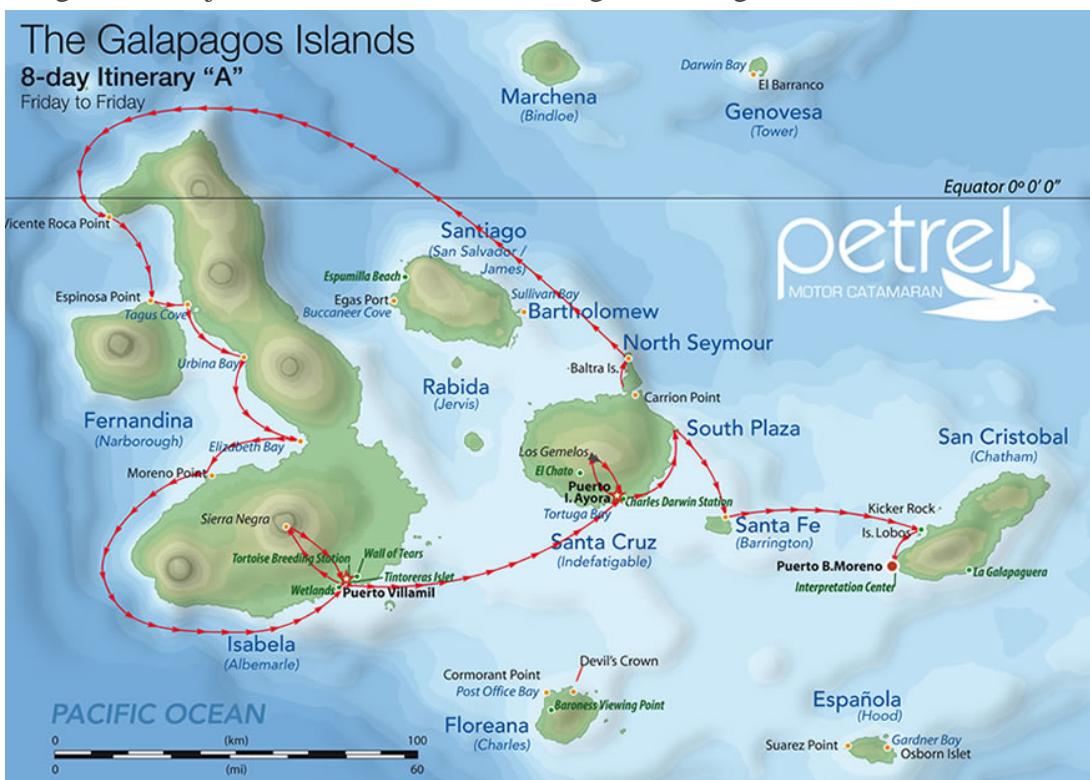 The Galapagos Islands
8-day Itinerary “A”
Friday to Friday
Marchena
(Bindloe)
Darwin Bay
El Barranco
Genovesa
(Tower)
Equator 0º 0' 0"
petrel
MOTOR CATAMARAN
Vicente Roca Point
Santiago
(San Salvador /
James)
Espumilla Beach
Espinosa Point
Tagus Cove
Egas Port
Buccaneer Cove
Sullivan Bay
Bartholomew
North Seymour
Urbina Bay
Baltra Is.
Rabida
(Jervis)
Carrion Point
Fernandina
(Narborough)
South Plaza
San Cristobal
(Chatham)
Elizdbeth Bay
Los Gemelos
Moreno Point
El Chato
Puerto
I. Ayora
Charles Darwin Station
Tortuga Bay
Kicker Rock
Is. Lobos
Sierra Negra
Santa Fe
(Barrington)
Santa Cruz
(Indefatigable)
Tortoise Breeding Station
Wall of Tears
Tintoreras Islet
Wetlands
Puerto Villamil
Puerto B.Moreno
Interpretation Center
La Galapaguera
Isabela
(Albemarle)
Devil's Crown
Cormorant Point
Post Office Bay
Baroness Viewing Point
Floreana
(Charles)
Española
(Hood)
Suarez Point
Gardner Bay
Osborn Islet
PACIFIC OCEAN
0 (km) 100
0 (mi) 60